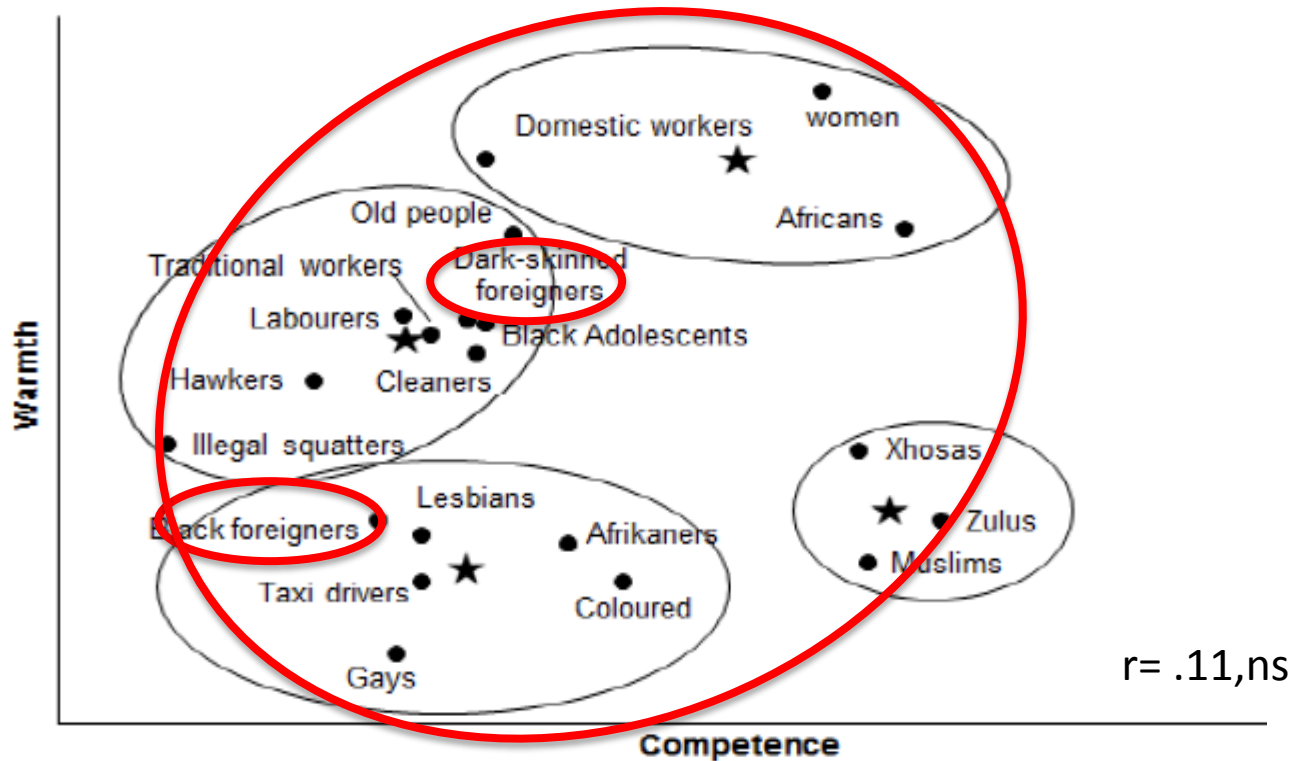 women
Domestic workers
Africans
Old people
Dark-skinned
foreigners
Traditional workers
Labourers
Black Adolescents
Hawkers
Cleaners
Illegal squatters
Xhosas
Lesbians
Black foreigners
Afrikaners
Zulus
Muslims
Taxi drivers
Coloured
Gays
r= .11,ns
Warmth
Competence